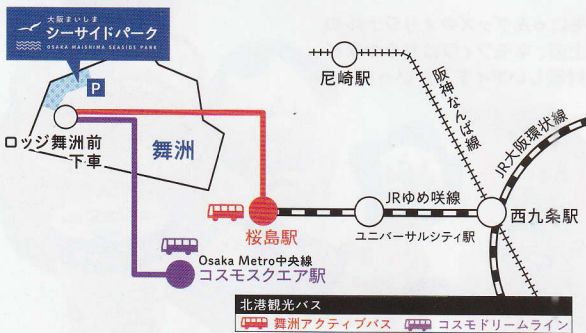 大阪まいしま
シーサイドパーク
OSAKA MAISHIMA SEASIDE PARK
P
ロッジ舞洲前
下車
舞洲
尼崎駅
阪神なんば線
JR大阪環状線
JRゆめ咲線
西九条駅
ユニバーサルシティ駅
桜島駅
Osaka Metro中央線
コスモスクエア駅
北港観光バス
舞洲アクティブバス
コスモドリームライン